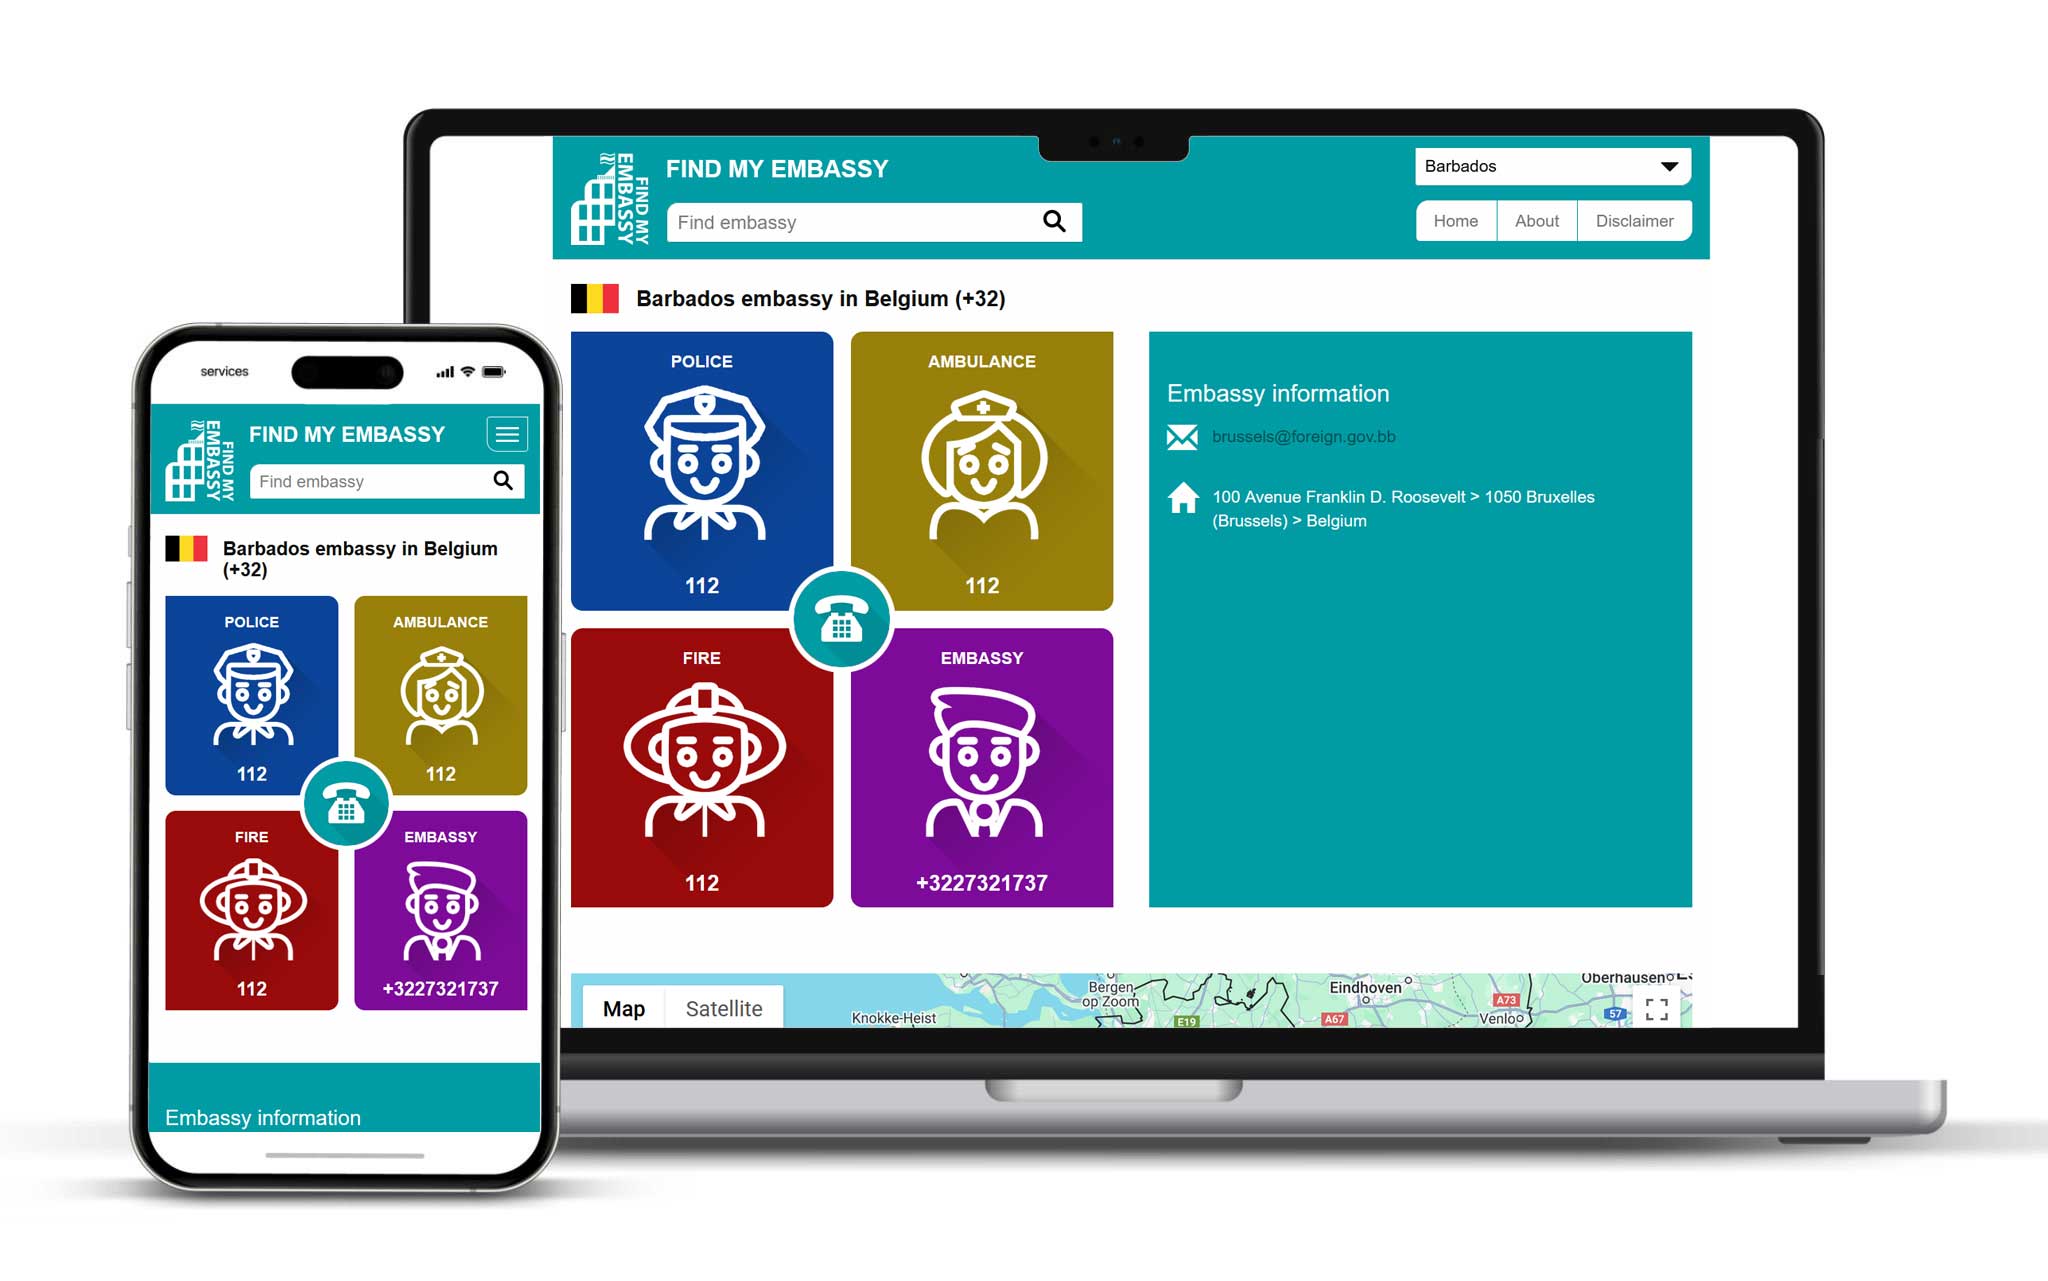 FIND MY
EMBASSY
FIND MY EMBASSY
Find embassy
Barbados
Home
About
Disclaimer
Barbados embassy in Belgium (+32)
POLICE
112
AMBULANCE
112
FIRE
112
EMBASSY
+3227321737
Embassy information
brussels@foreign.gov.bb
100 Avenue Franklin D. Roosevelt > 1050 Bruxelles
(Brussels) > Belgium
Map
Satellite
Knokke-Heist
Bergen
op Zoom
E19
Eindhoven
A67
A73
Venlo
57
Oberhausen
services
FIND MY
EMBASSY
FIND MY EMBASSY
Find embassy
Barbados embassy in Belgium
(+32)
POLICE
112
AMBULANCE
112
FIRE
112
EMBASSY
+3227321737
Embassy information